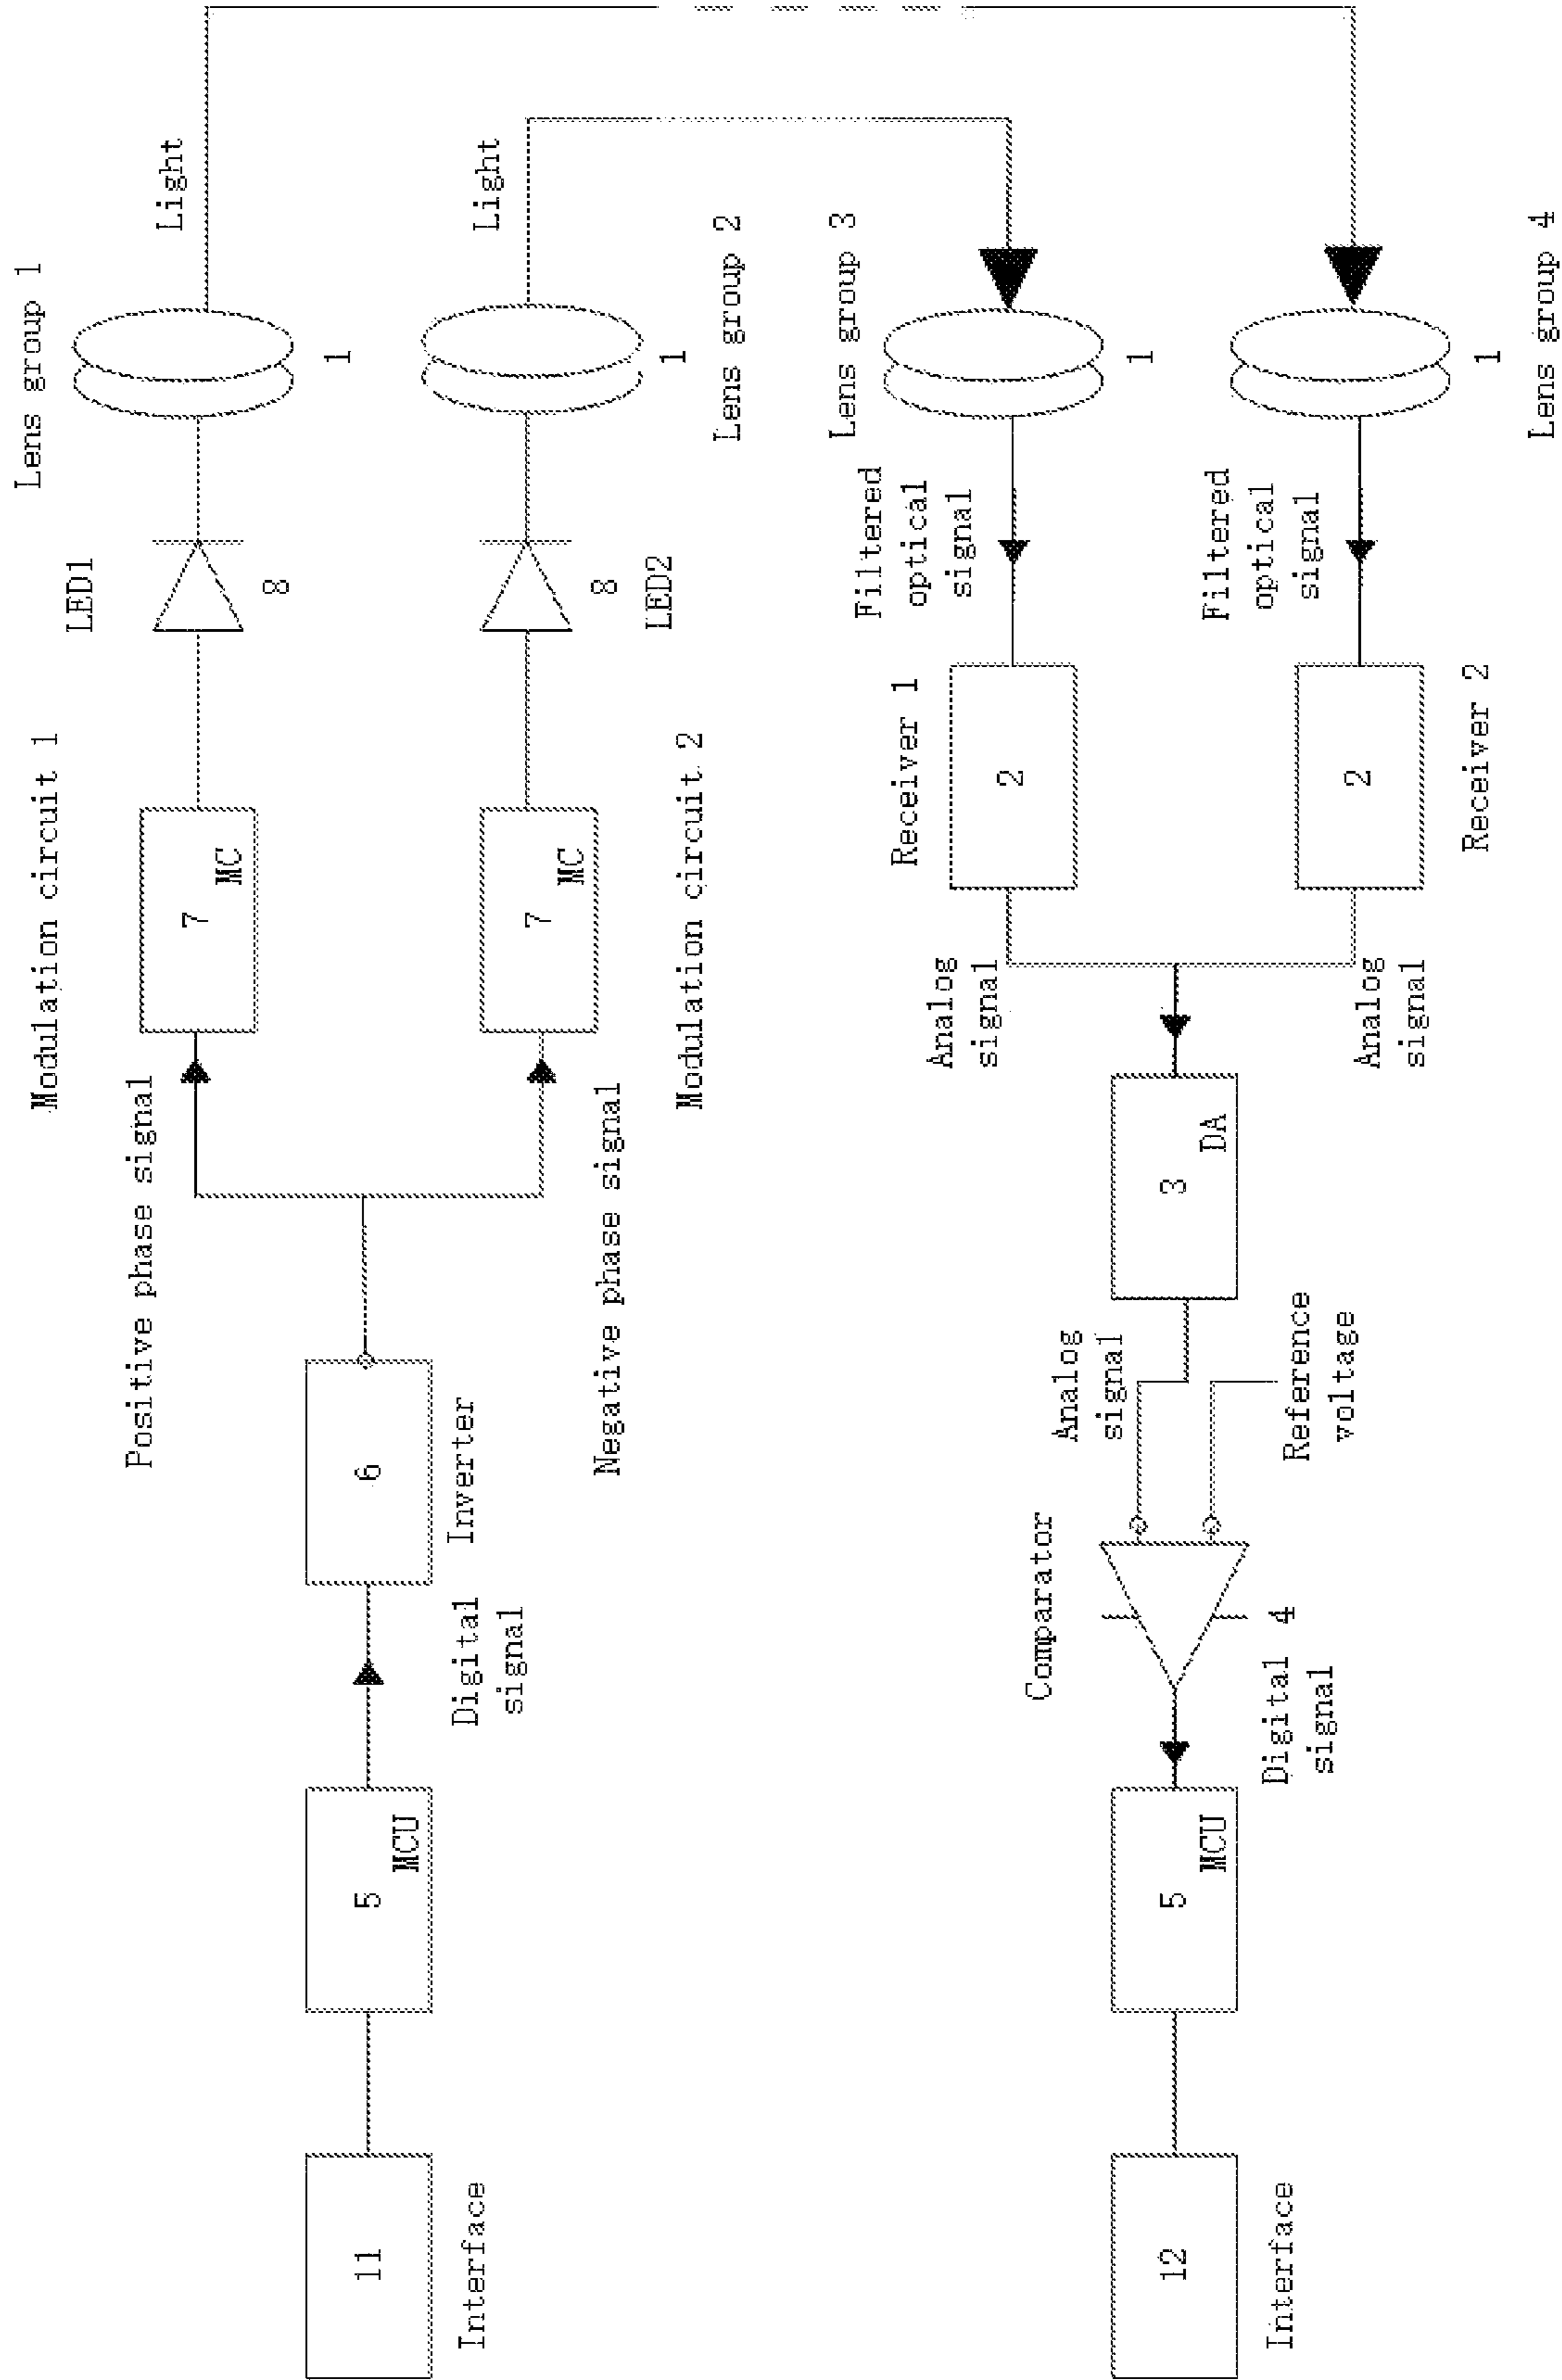 11
Interface
5
MCU
Digital
signal
6
Inverter
Positive phase signal
Negative phase signal
Modulation circuit 1
7
MC
7
MC
Modulation circuit 2
LED1
8
8
LED2
Lens group 1
1
Light
1
Lens group 2
Light
Lens group 3
1
Filtered
optical
signal
Lens group 4
1
Filtered
optical
signal
Receiver 1
2
2
Receiver 2
Analog
signal
Analog
signal
3
DA
Analog
signal
Reference
voltage
Comparator
4
Digital
signal
5
MCU
12
Interface